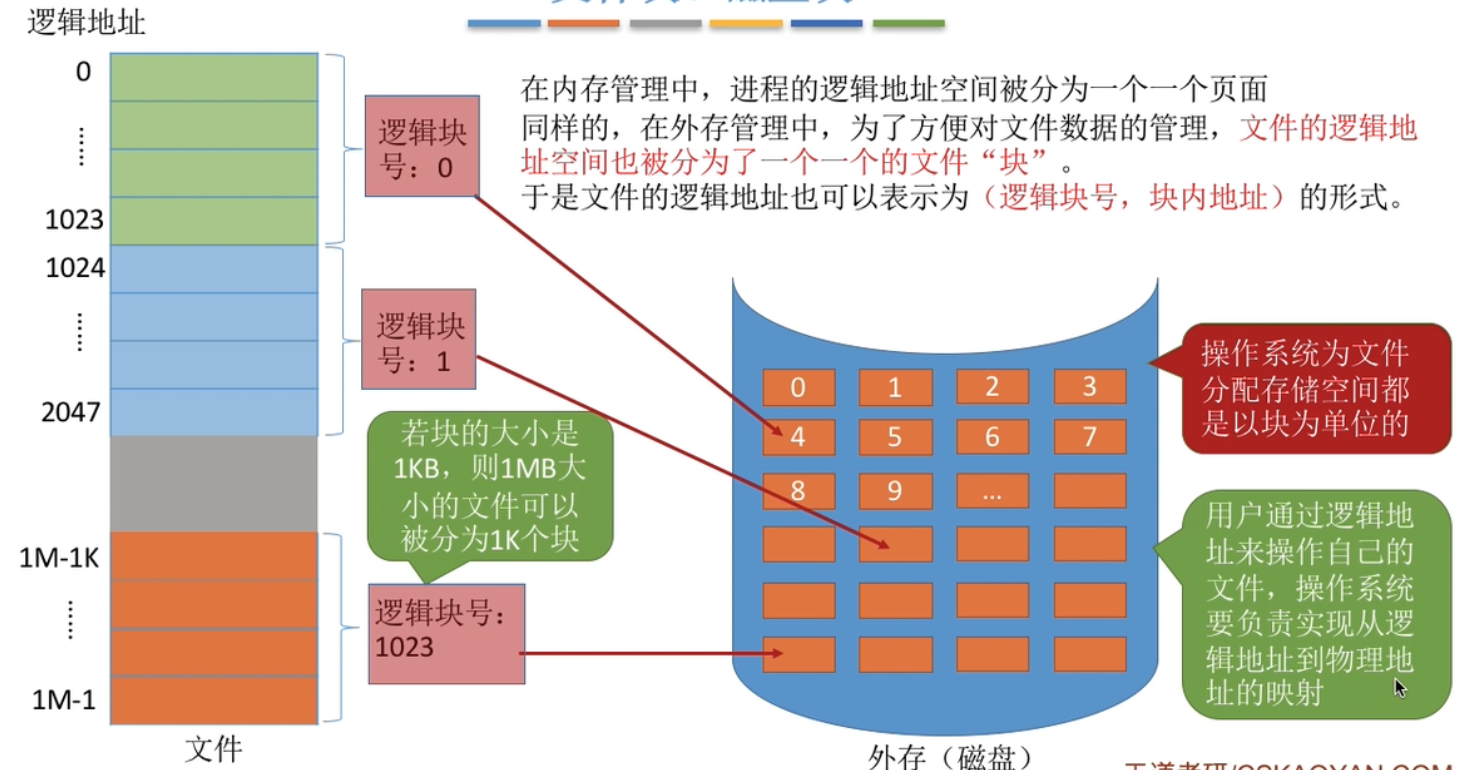 逻辑地址
0
……
1023
1024
……
2047
1M-1K
……
1M-1
文件
逻辑块
号：0
逻辑块
号：1
若块的大小是
1KB，则1MB大
小的文件可以
被分为1K个块
逻辑块号：
1023
在内存管理中，进程的逻辑地址空间被分为一个一个页面
同样的，在外存管理中，为了方便对文件数据的管理，文件的逻辑地
址空间也被分为了一个一个的文件“块”。
于是文件的逻辑地址也可以表示为（逻辑块号，块内地址）的形式。
0 1 2 3
4 5 6 7
8 9 …
外存（磁盘）
操作系统为文件
分配存储空间都
是以块为单位的
用户通过逻辑地
址来操作自己的
文件，操作系统
要负责实现从逻
辑地址到物理地
址的映射